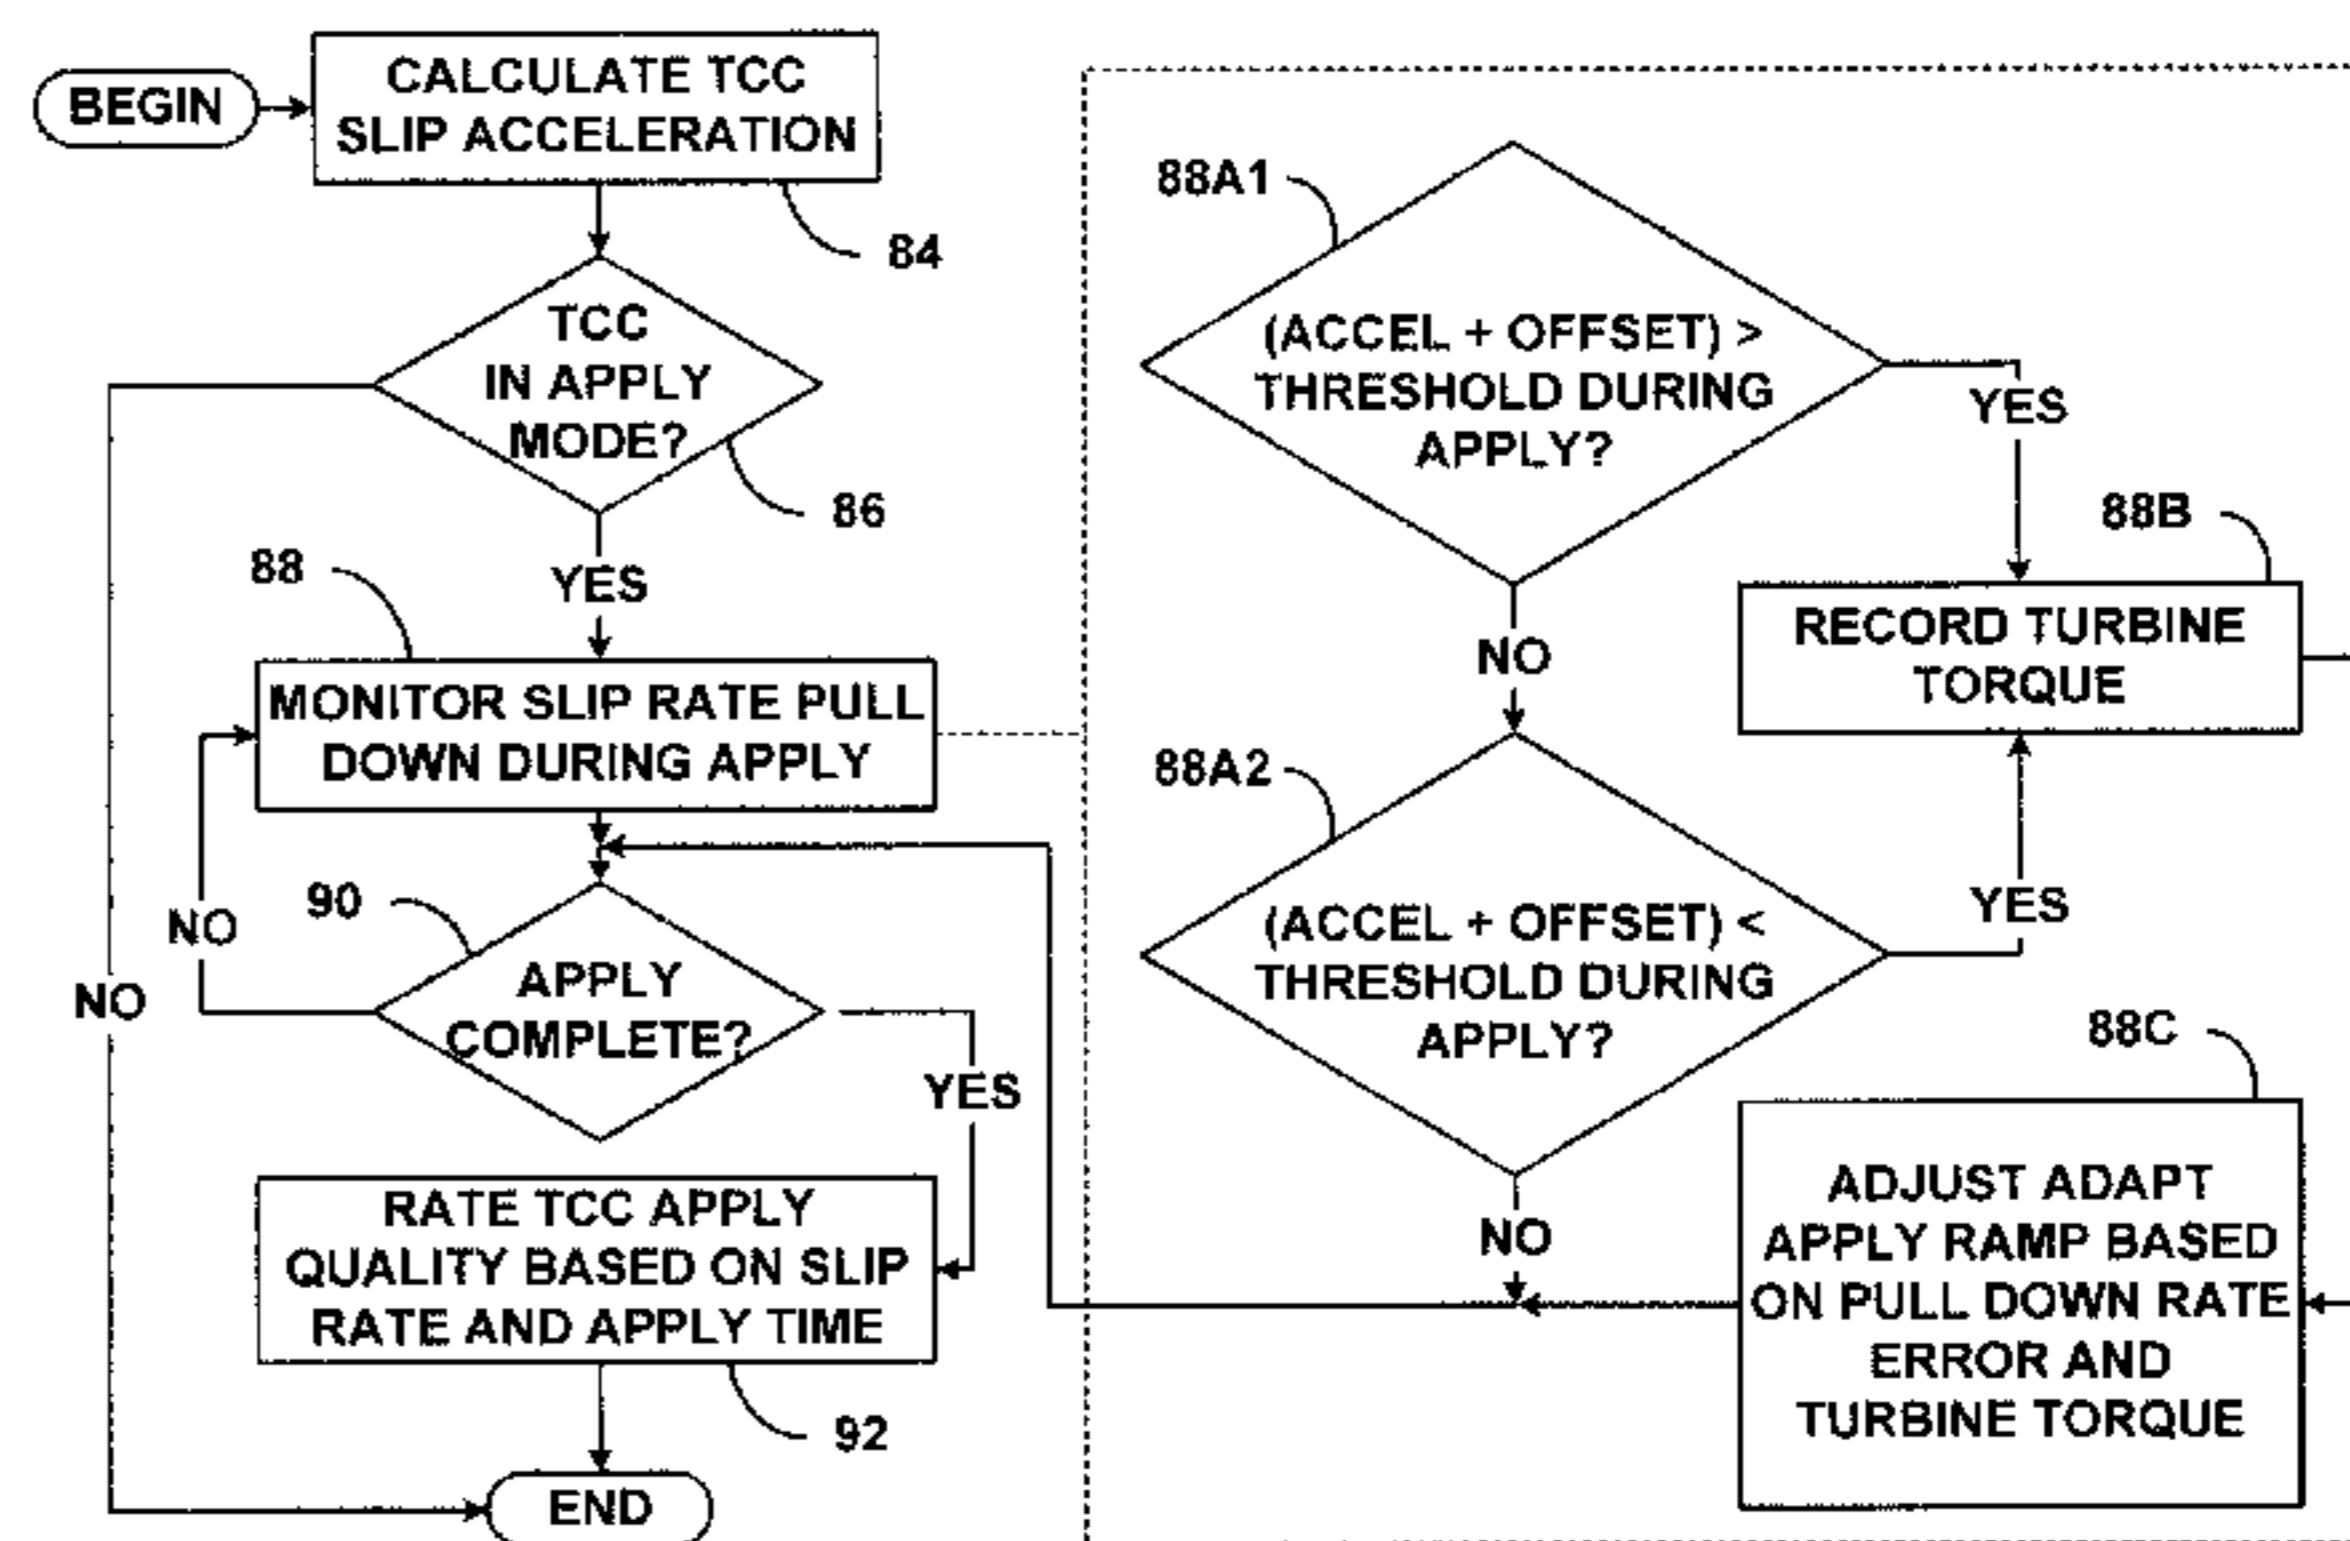 BEGIN
CALCULATE TCC
SLIP ACCELERATION
84
TCC
IN APPLY
MODE?
86
YES
NO
88
MONITOR SLIP RATE PULL
DOWN DURING APPLY
90
APPLY
COMPLETE?
NO
YES
RATE TCC APPLY
QUALITY BASED ON SLIP
RATE AND APPLY TIME
92
END
88A1
(ACCEL + OFFSET) >
THRESHOLD DURING
APPLY?
YES
NO
88B
RECORD TURBINE
TORQUE
88A2
(ACCEL + OFFSET) <
THRESHOLD DURING
APPLY?
YES
NO
88C
ADJUST ADAPT
APPLY RAMP BASED
ON PULL DOWN RATE
ERROR AND
TURBINE TORQUE